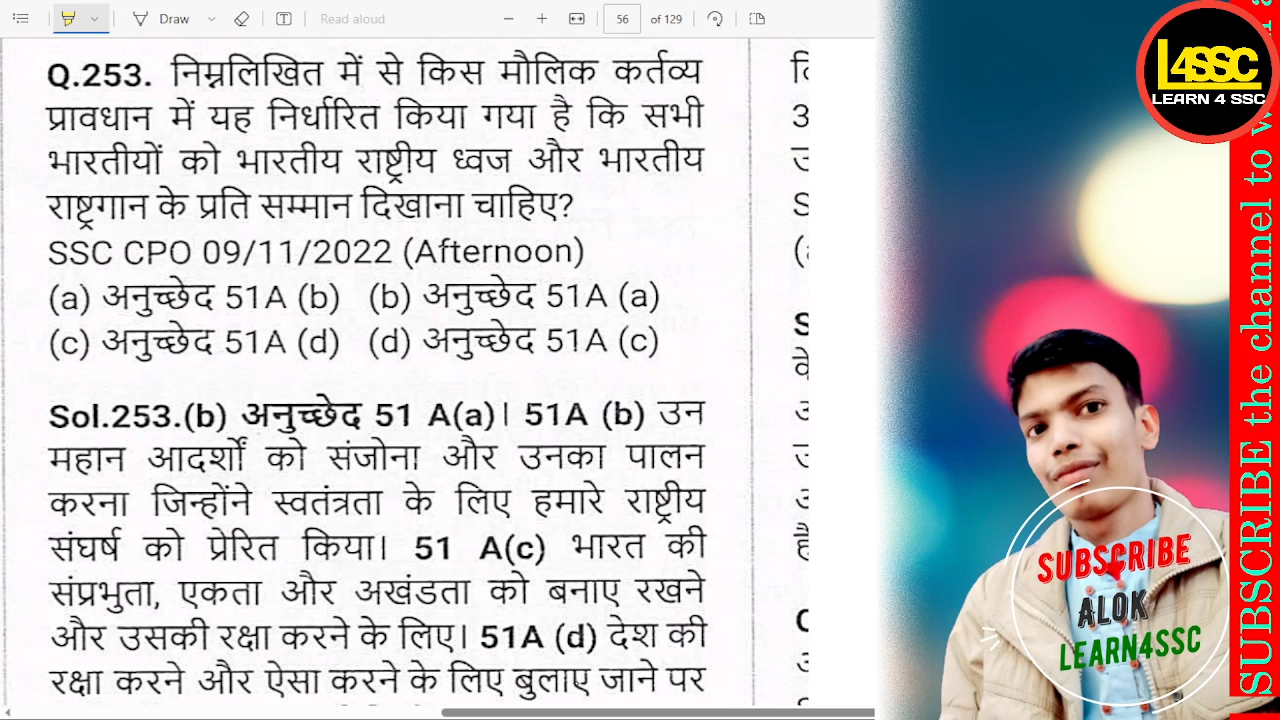 Draw
Read aloud
56 of 129
Q.253. निम्नलिखित में से किस मौलिक कर्तव्य
प्रावधान में यह निर्धारित किया गया है कि सभी
भारतीयों को भारतीय राष्ट्रीय ध्वज और भारतीय
राष्ट्रगान के प्रति सम्मान दिखाना चाहिए?
SSC CPO 09/11/2022 (Afternoon)
(a) अनुच्छेद 51A (b) (b) अनुच्छेद 51A (a)
(c) अनुच्छेद 51A (d) (d) अनुच्छेद 51A (c)
Sol.253.(b) अनुच्छेद 51 A(a)। 51A (b) उन
महान आदर्शों को संजोना और उनका पालन
करना जिन्होंने स्वतंत्रता के लिए हमारे राष्ट्रीय
संघर्ष को प्रेरित किया। 51 A(c) भारत की
संप्रभुता, एकता और अखंडता को बनाए रखने
और उसकी रक्षा करने के लिए। 51A (d) देश की
रक्षा करने और ऐसा करने के लिए बुलाए जाने पर
L4SSC
LEARN 4 SSC
SUBSCRIBE
ALOK
LEARN4SSC
SUBSCRIBE the channel to